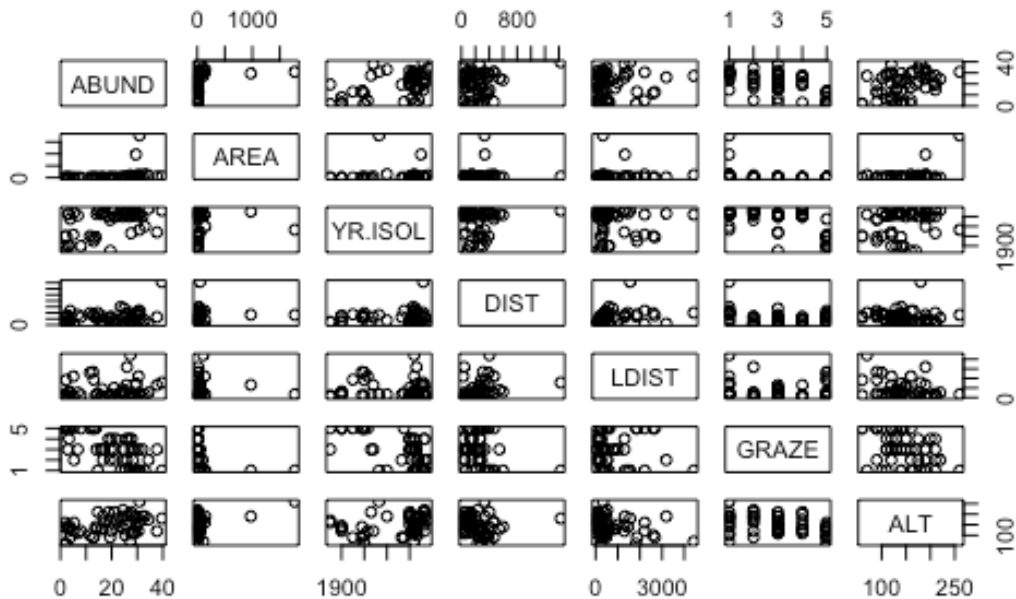 0 1000 0 800 1 3 5
ABUND 0 40
0 AREA
YR.ISOL 1900
0 DIST
LDIST 0
1 5 GRAZE
ALT 100
0 20 40 1900 0 3000 100 250